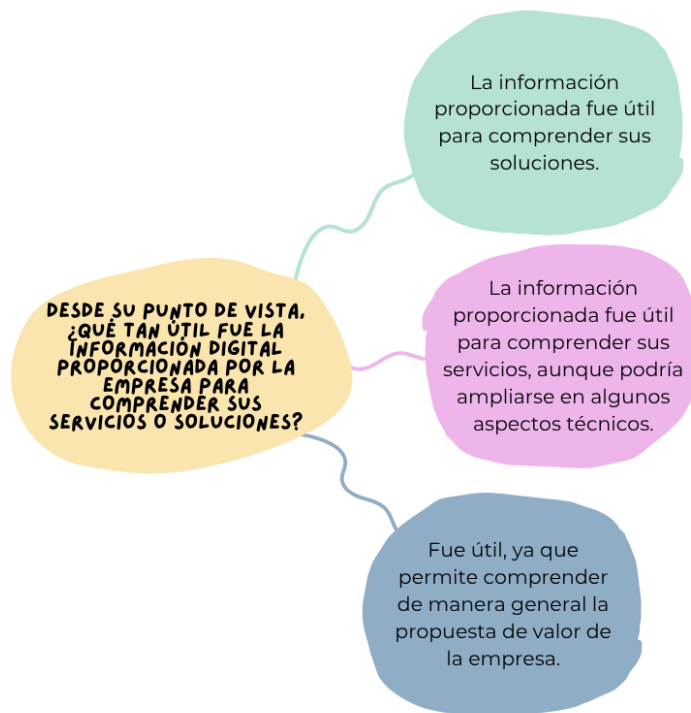 La información
proporcionada fue útil
para comprender sus
soluciones.
DESDE SU PUNTO DE VISTA,
¿QUÉ TAN ÚTIL FUE LA
INFORMACIÓN DIGITAL
PROPORCIONADA POR LA
EMPRESA PARA
COMPRENDER SUS
SERVICIOS O SOLUCIONES?
La información
proporcionada fue útil
para comprender sus
servicios, aunque podría
ampliarse en algunos
aspectos técnicos.
Fue útil, ya que
permite comprender
de manera general la
propuesta de valor de
la empresa.